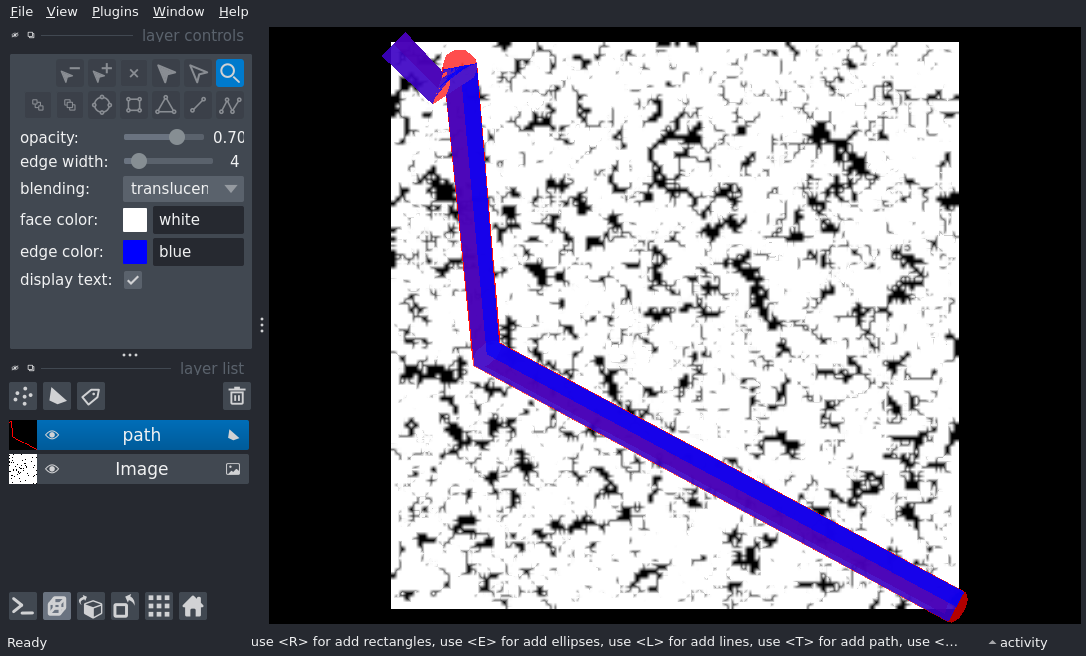 File View Plugins Window Help
layer controls
opacity: 0.70
edge width: 4
blending: translucen
face color: white
edge color: blue
display text:
layer list
path
Image
Ready use <R> for add rectangles, use <E> for add ellipses, use <L> for add lines, use <T> for add path, use <... activity